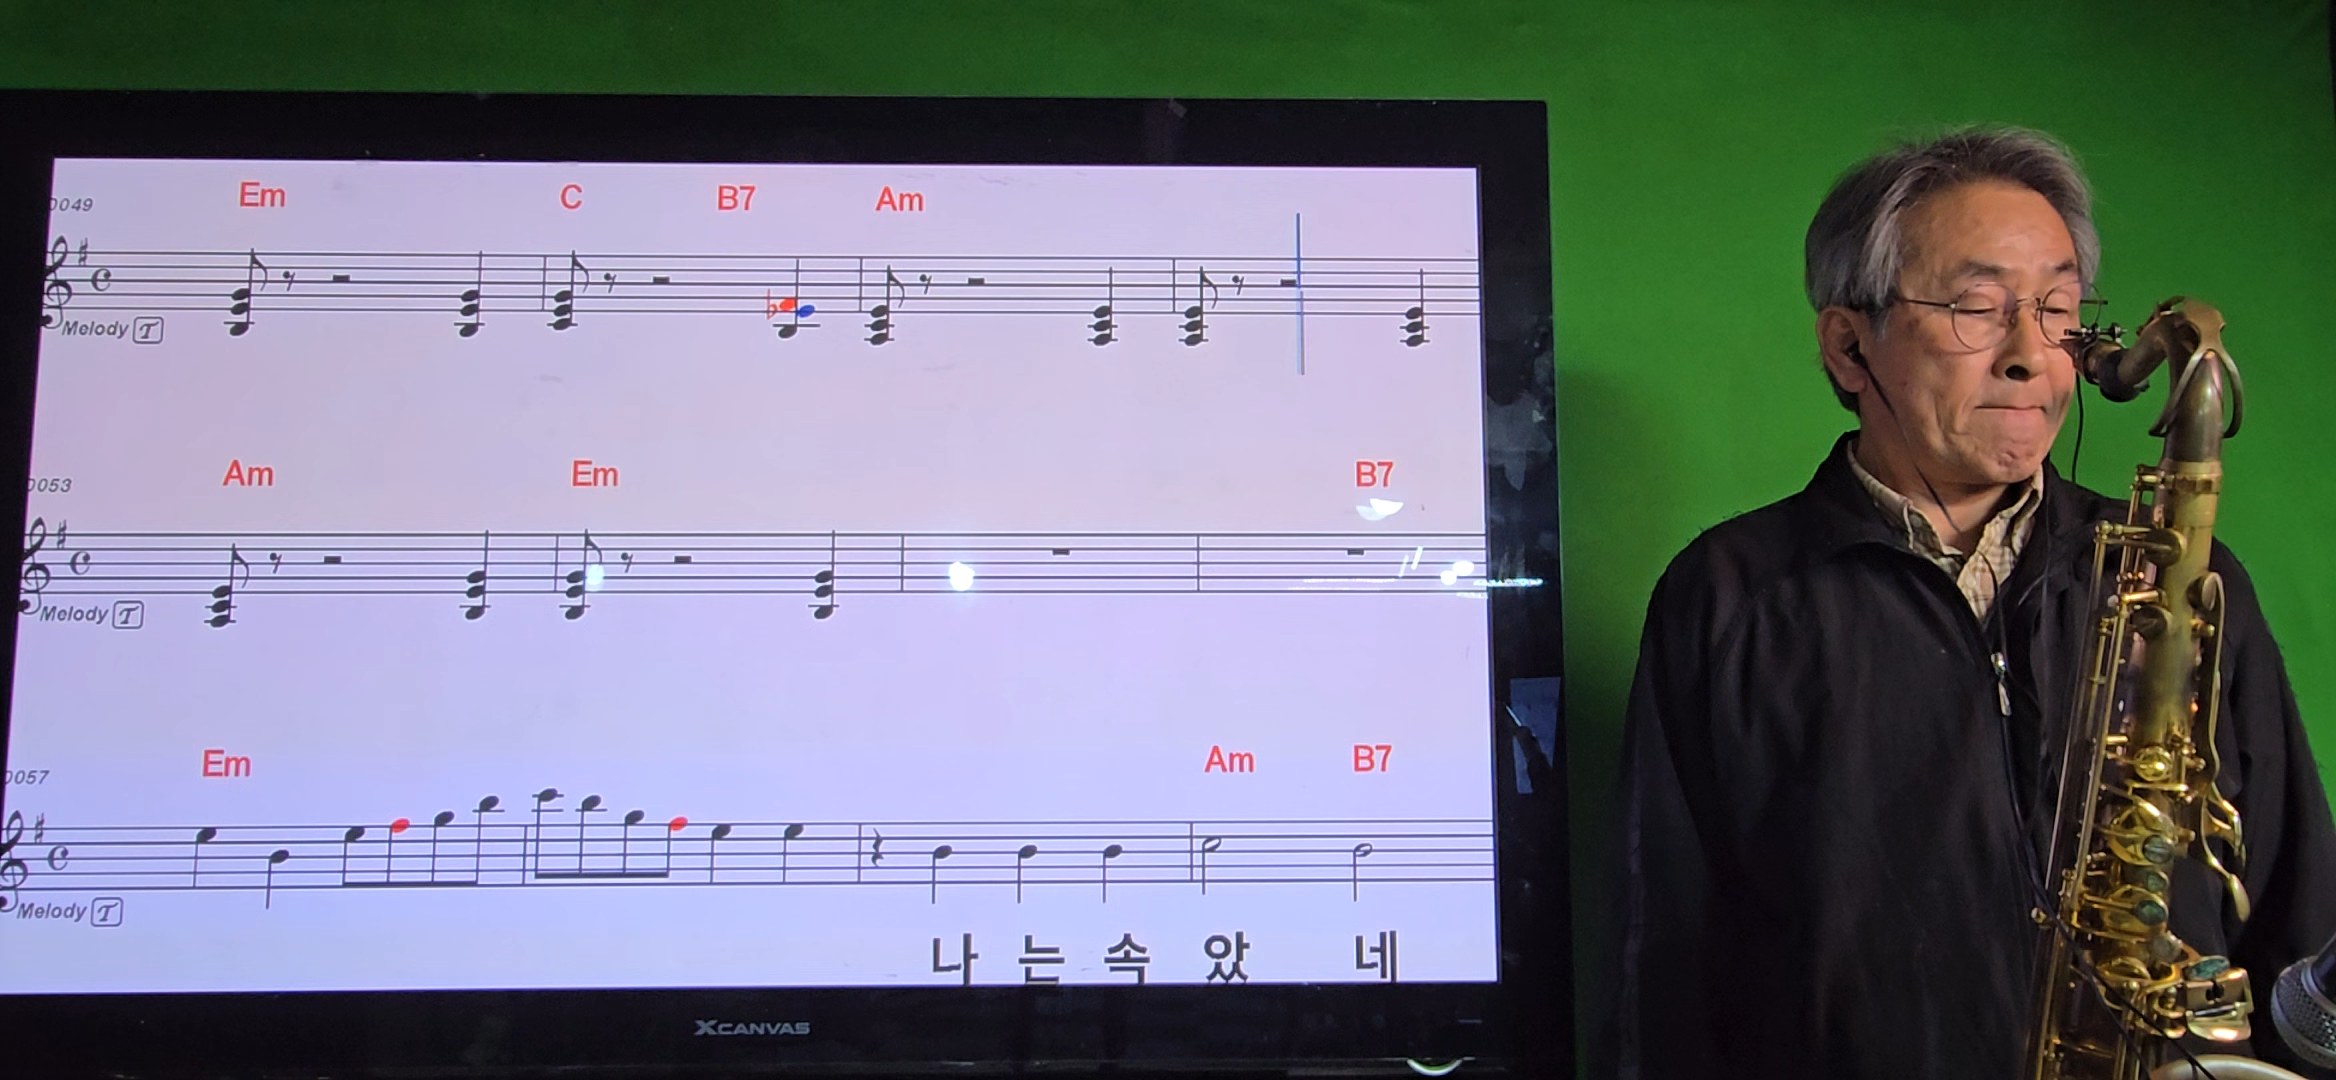 Em C B7 Am
0049
Melody T
Am Em B7
0053
Melody T
Em Am B7
0057
Melody T
나 는 속 았 네
XCANVAS